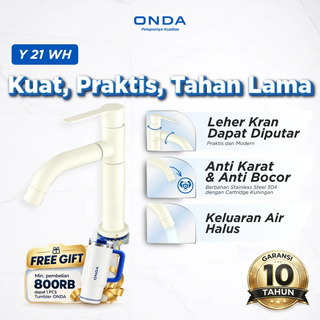 ONDA
Pelopornya Kualitas
Y 21 WH
Kuat, Praktis, Tahan Lama
Leher Kran
Dapat Diputar
Praktis dan Modern
Anti Karat
& Anti Bocor
Berbahan Stainless Steel 304
dengan Cartridge Kuningan
Keluaran Air
Halus
FREE GIFT
Min. pembelian
800RB
dapat 1 PCS
Tumbler ONDA
ONDA
GARANSI
10
TAHUN